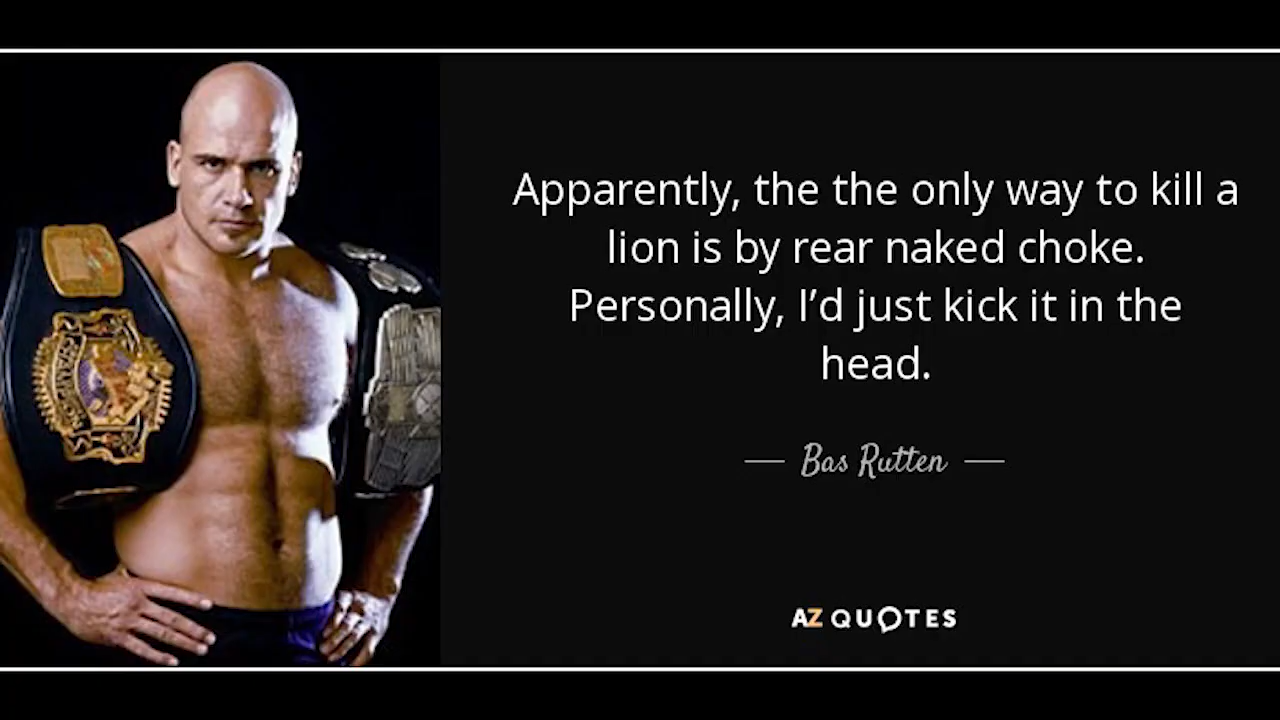 Apparently, the the only way to kill a
lion is by rear naked choke.
Personally, I’d just kick it in the
head.
Bas Rutten
AZ QUOTES